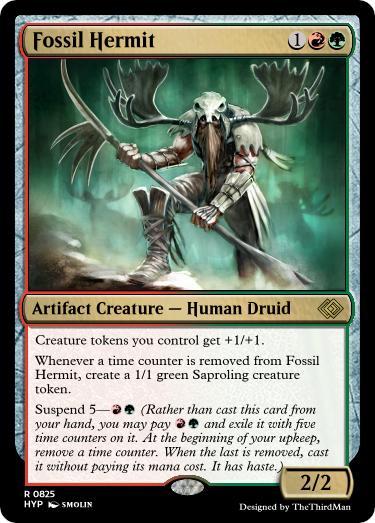 Fossil Hermit 1
Artifact Creature — Human Druid
Creature tokens you control get +1/+1.
Whenever a time counter is removed from Fossil
Hermit, create a 1/1 green Saproling creature
token.
Suspend 5— (Rather than cast this card from
your hand, you may pay and exile it with five
time counters on it. At the beginning of your upkeep,
remove a time counter. When the last is removed, cast
it without paying its mana cost. It has haste.)
2/2
R 0825
HYP SMOLIN
Designed by TheThirdMan